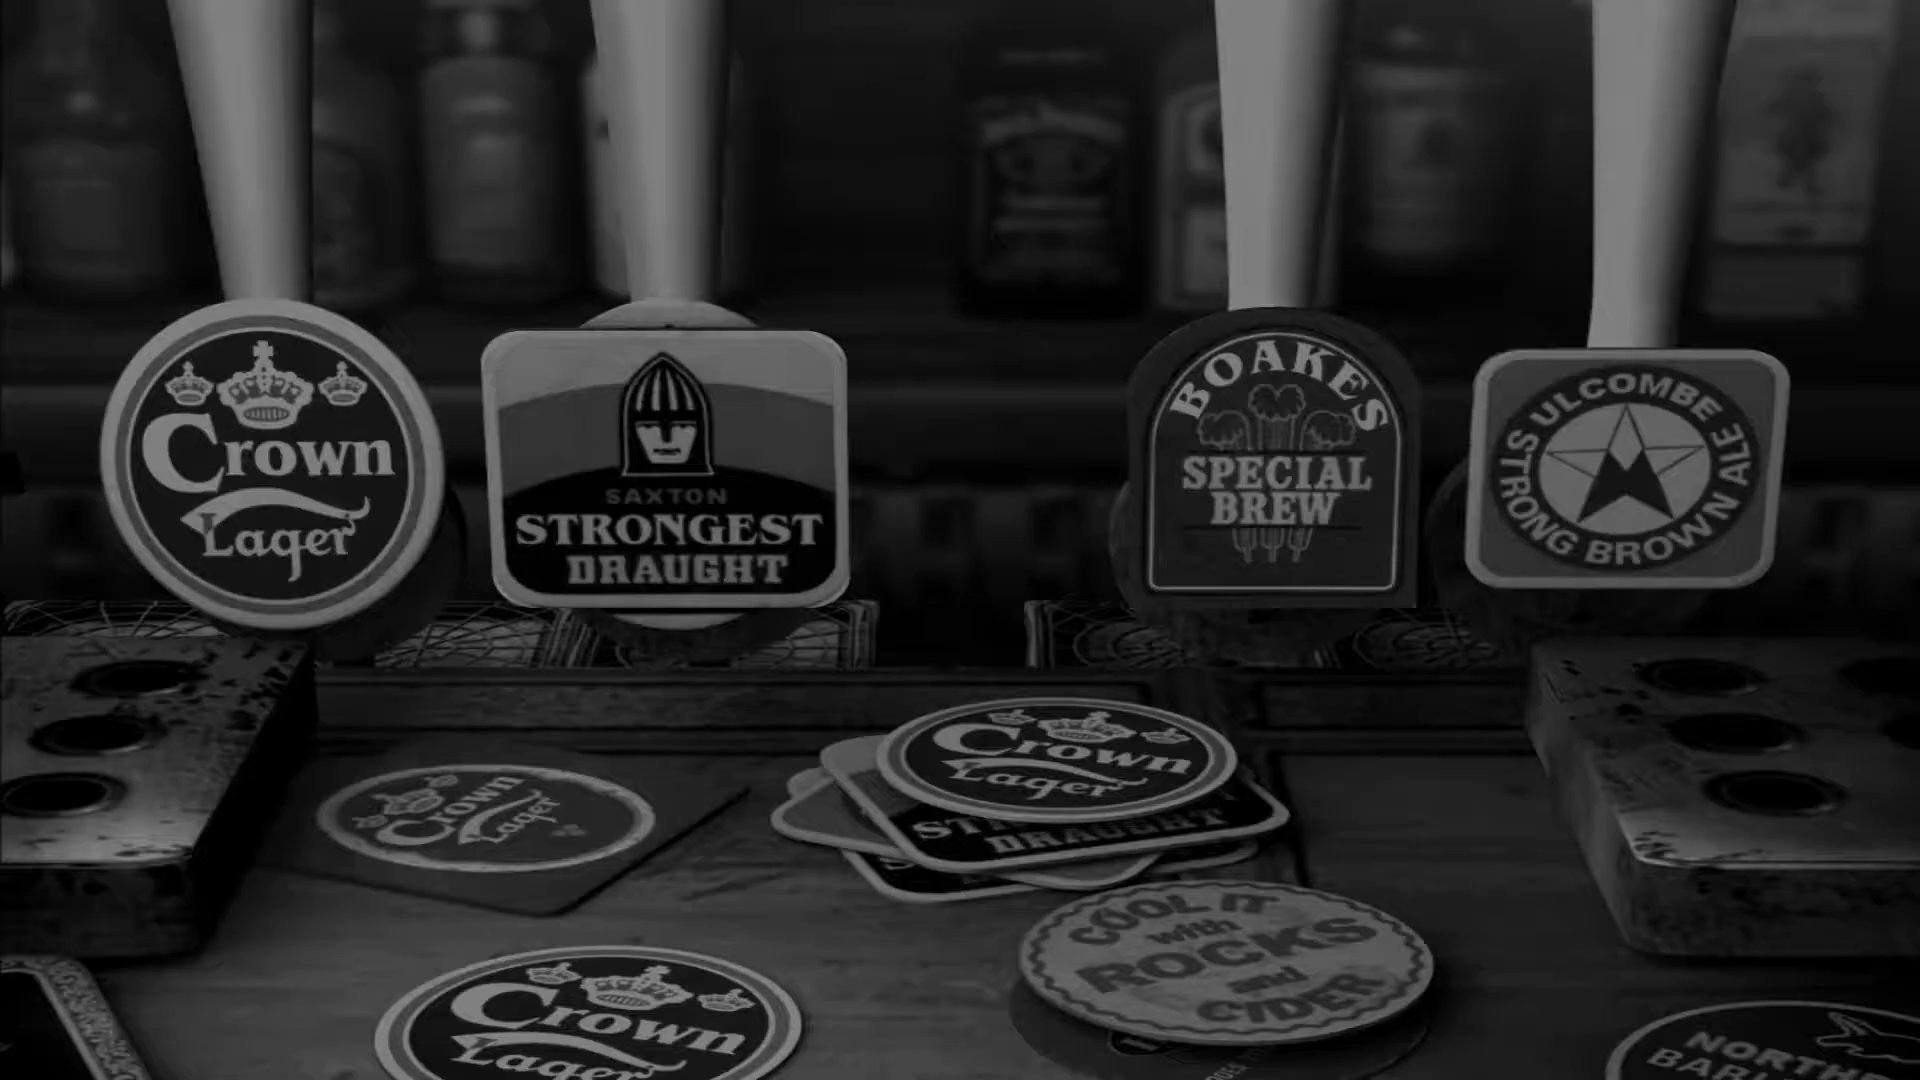 Crown
Lager
SAXTON
STRONGEST
DRAUGHT
BOAKES
SPECIAL
BREW
ULCOMBE
STRONG BROWN ALE
Crown
Lager
Crown
Lager
DRAUGHT
COOL IT
with
ROCKS
and
CIDER
Crown
Lager